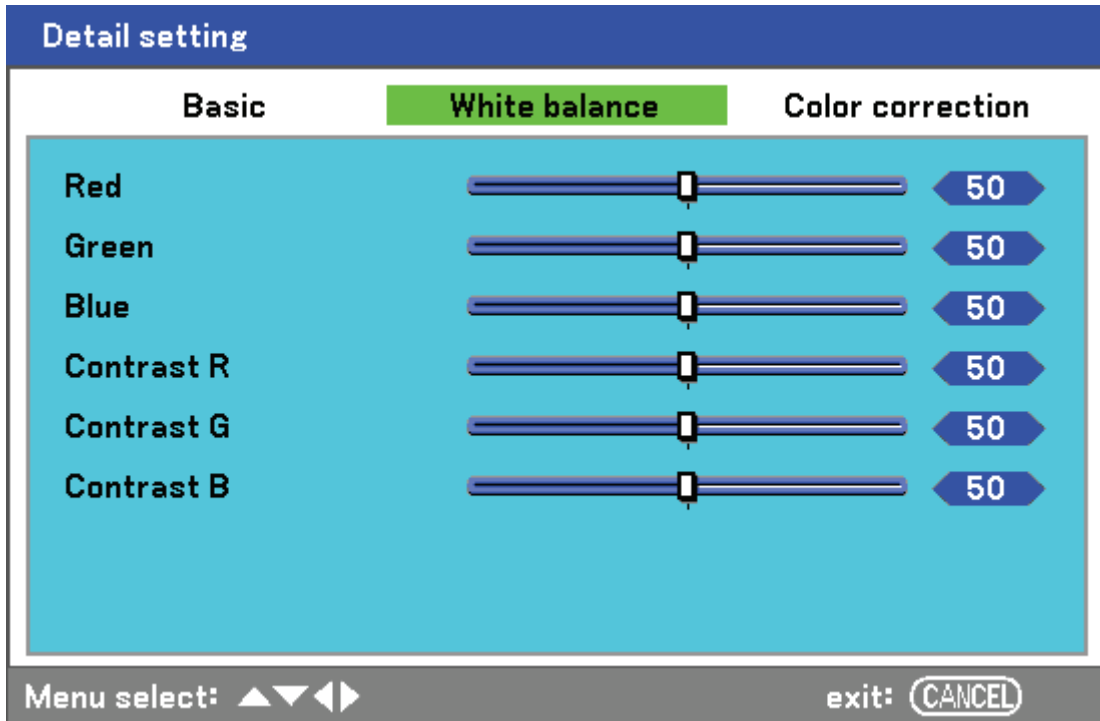 Detail setting
Basic White balance Color correction
Red 50
Green 50
Blue 50
Contrast R 50
Contrast G 50
Contrast B 50
Menu select: ▲▼◀▶ exit: CANCEL